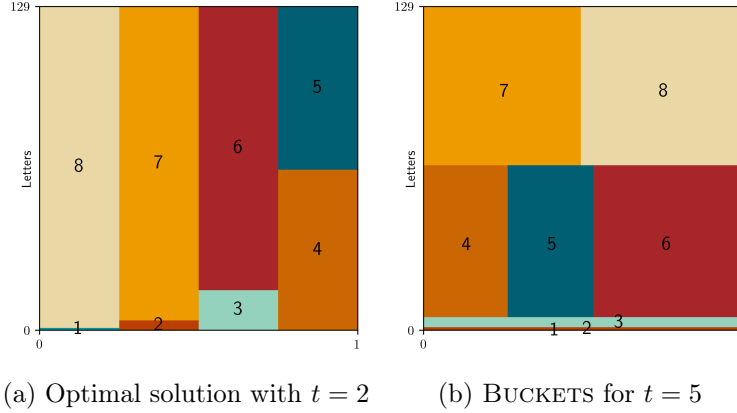 129 129
5
7 8
6
8 7
Letters Letters
4 5 6
4
3
1 2 3
0 0 1 2
0 1 0
(a) Optimal solution with t = 2 (b) BUCKETS for t = 5